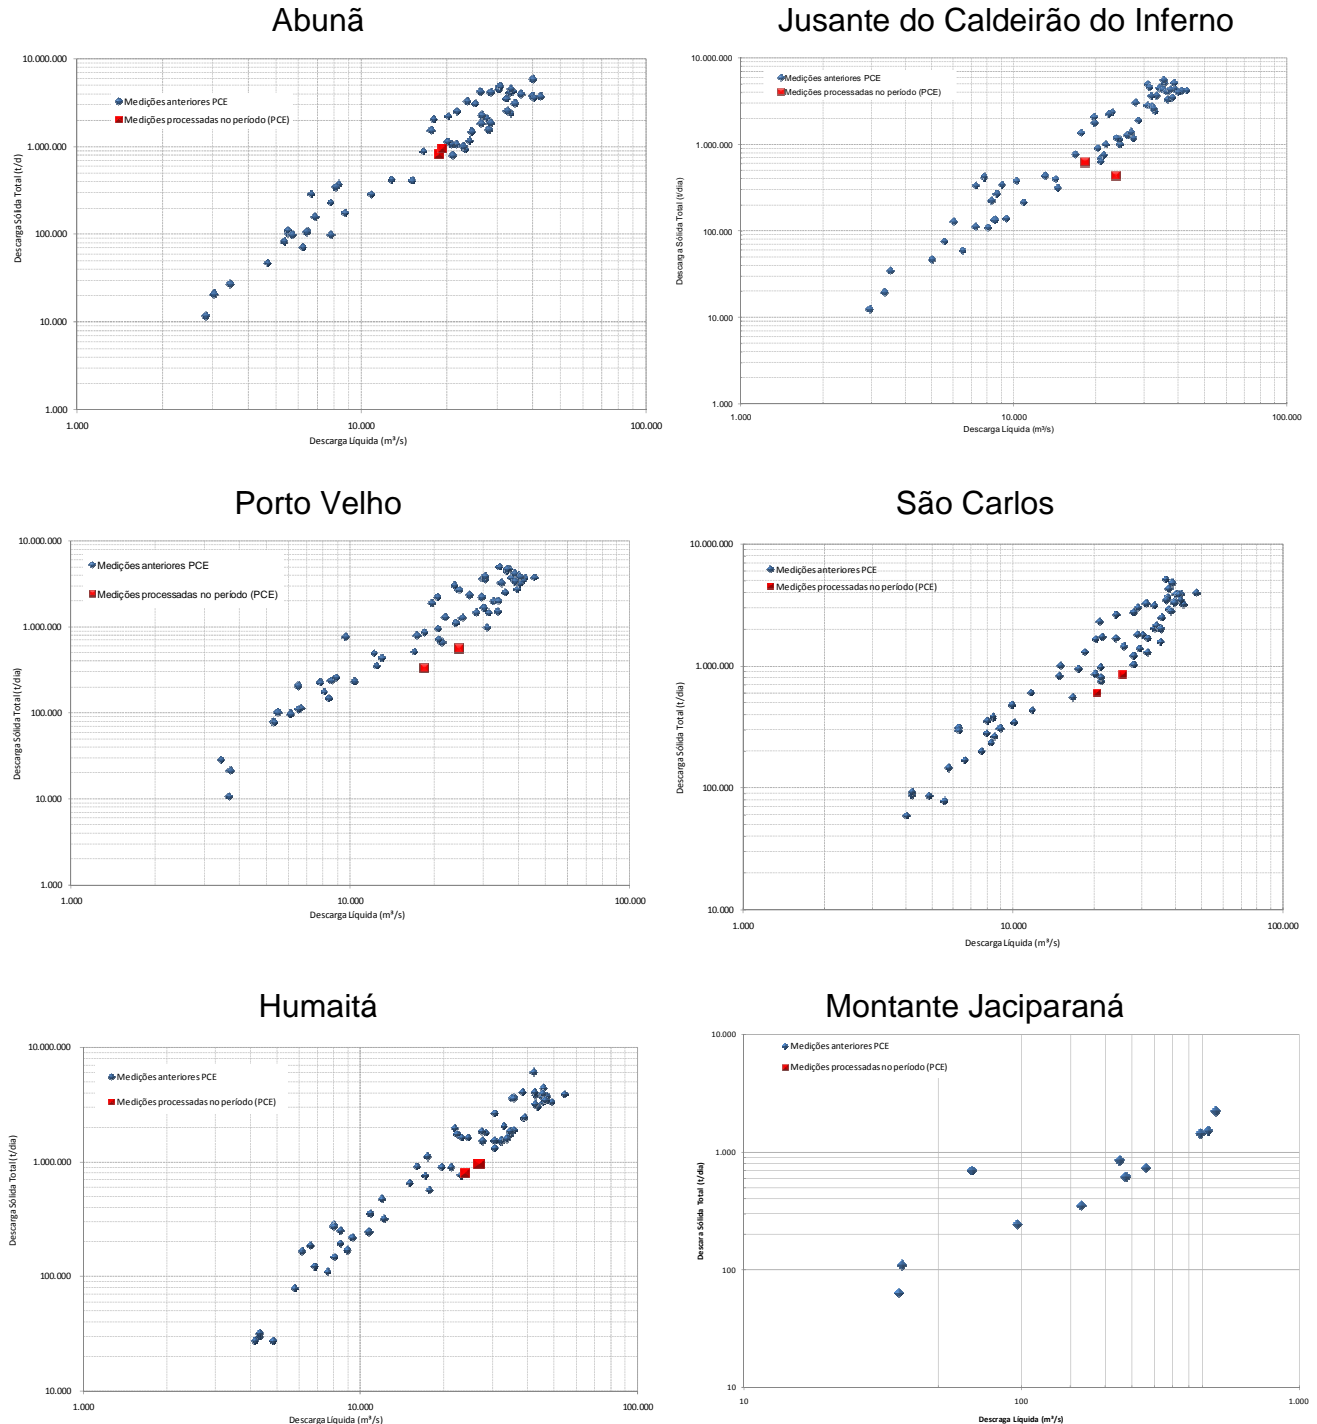 Abunã
10.000.000
1.000.000
100.000
10.000
1.000
1.000
10.000
100.000
Descarga Sólida Total (t/d)
Descarga Líquida (m³/s)
Medições anteriores PCE
Medições processadas no período (PCE)
Jusante do Caldeirão do Inferno
10.000.000
1.000.000
100.000
10.000
1.000
1.000
10.000
100.000
Descarga Sólida Total (t/dia)
Descarga Líquida (m³/s)
Medições anteriores PCE
Medições processadas no período (PCE)
Porto Velho
10.000.000
1.000.000
100.000
10.000
1.000
1.000
10.000
100.000
Descarga Sólida Total (t/dia)
Descarga Líquida (m³/s)
Medições anteriores PCE
Medições processadas no período (PCE)
São Carlos
10.000.000
1.000.000
100.000
10.000
1.000
10.000
100.000
Descarga Sólida Total (t/dia)
Descarga Líquida (m³/s)
Medições anteriores PCE
Medições processadas no período (PCE)
Humaitá
10.000.000
1.000.000
100.000
10.000
1.000
10.000
100.000
Descarga Sólida Total (t/dia)
Descarga Líquida (m³/s)
Medições anteriores PCE
Medições processadas no período (PCE)
Montante Jaciparaná
10.000
1.000
100
10
10
100
1.000
Descara Sólida Total (t/dia)
Descraga Líquida (m³/s)
Medições anteriores PCE
Medições processadas no período (PCE)